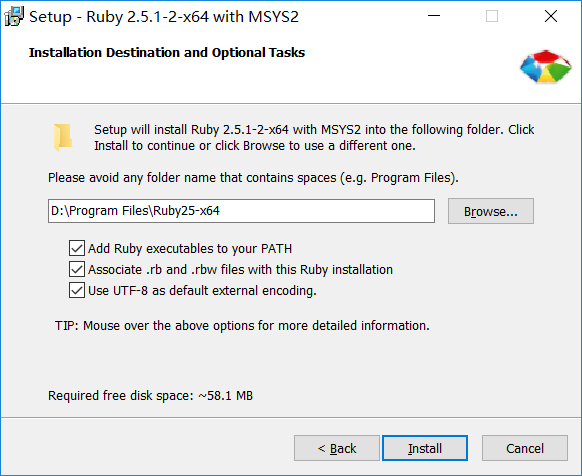 Setup - Ruby 2.5.1-2-x64 with MSYS2
Installation Destination and Optional Tasks
Setup will install Ruby 2.5.1-2-x64 with MSYS2 into the following folder. Click
Install to continue or click Browse to use a different one.
Please avoid any folder name that contains spaces (e.g. Program Files).
D:\Program Files\Ruby25-x64
Browse...
Add Ruby executables to your PATH
Associate .rb and .rbw files with this Ruby installation
Use UTF-8 as default external encoding.
TIP: Mouse over the above options for more detailed information.
Required free disk space: ~58.1 MB
< Back
Install
Cancel